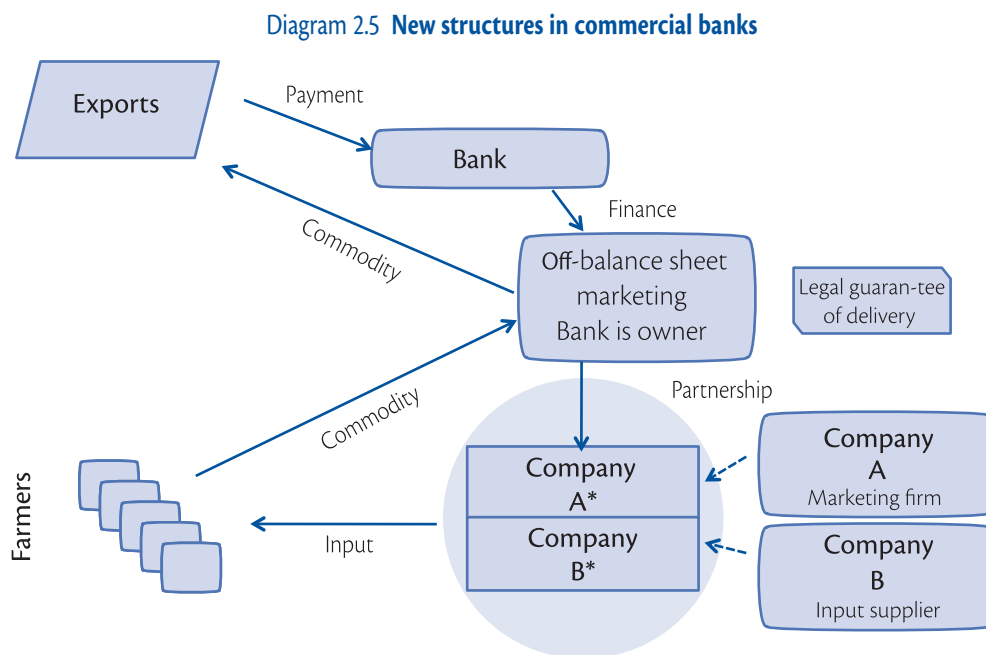 Diagram 2.5 New structures in commercial banks
Exports
Payment
Bank
Finance
Commodity
Off-balance sheet
marketing
Bank is owner
Legal guaran-tee
of delivery
Commodity
Partnership
Company
A*
Company
B*
Company
A
Marketing firm
Company
B
Input supplier
Input
Farmers